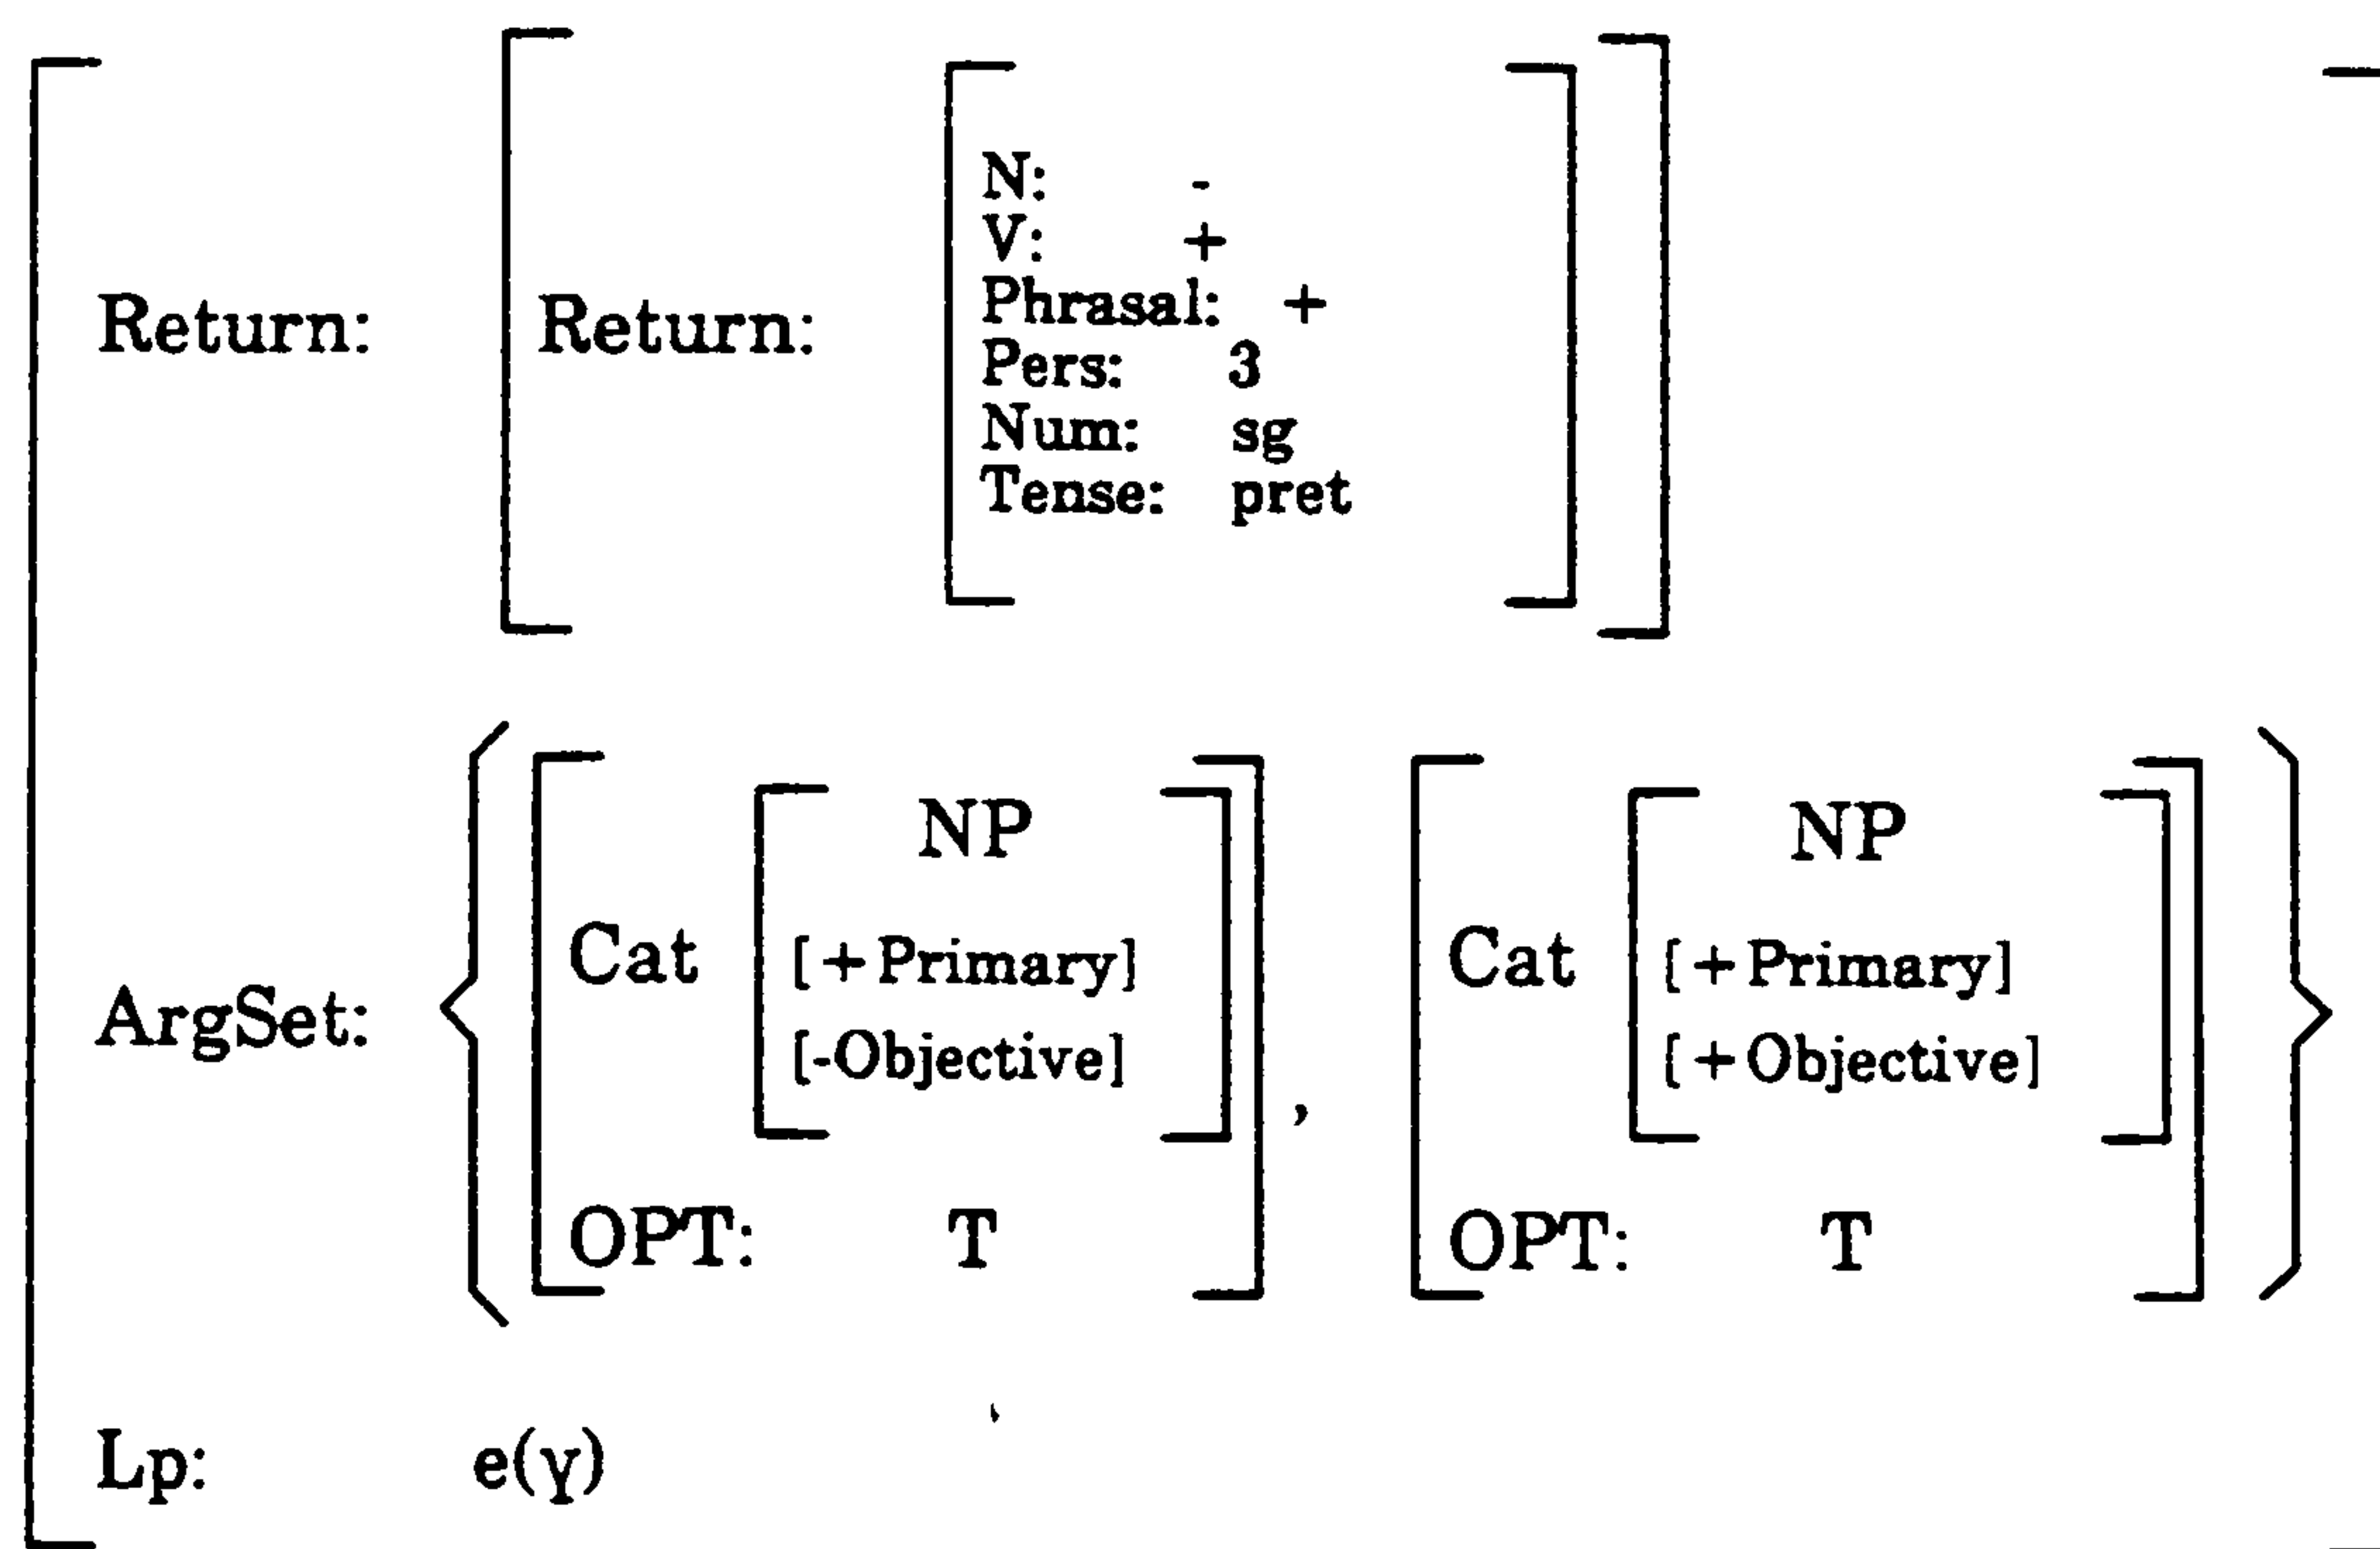 N: -
V: +
Phrasal: +
Return: Return:
Pers: 3
Num: sg
Tense: pret
NP NP
Cat [+Primary] Cat [+Primary]
ArgSet: [-Objective] , [+Objective]
OPT: T OPT: T
Lp: e(γ)